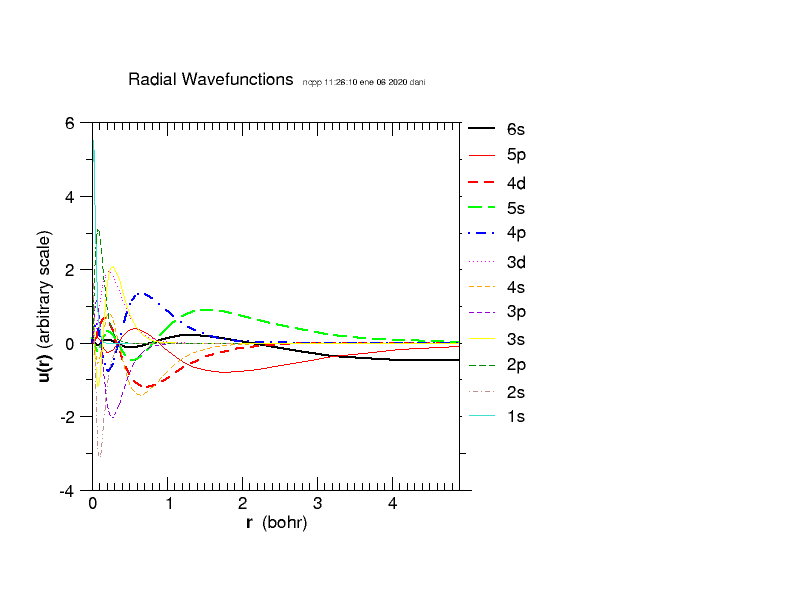 Radial Wavefunctions ncpp 11:26:10 ene 06 2020 dani
6
4
2
0
-2
-4
u(r) (arbitrary scale)
0 1 2 3 4
r (bohr)
6s
5p
4d
5s
4p
3d
4s
3p
3s
2p
2s
1s